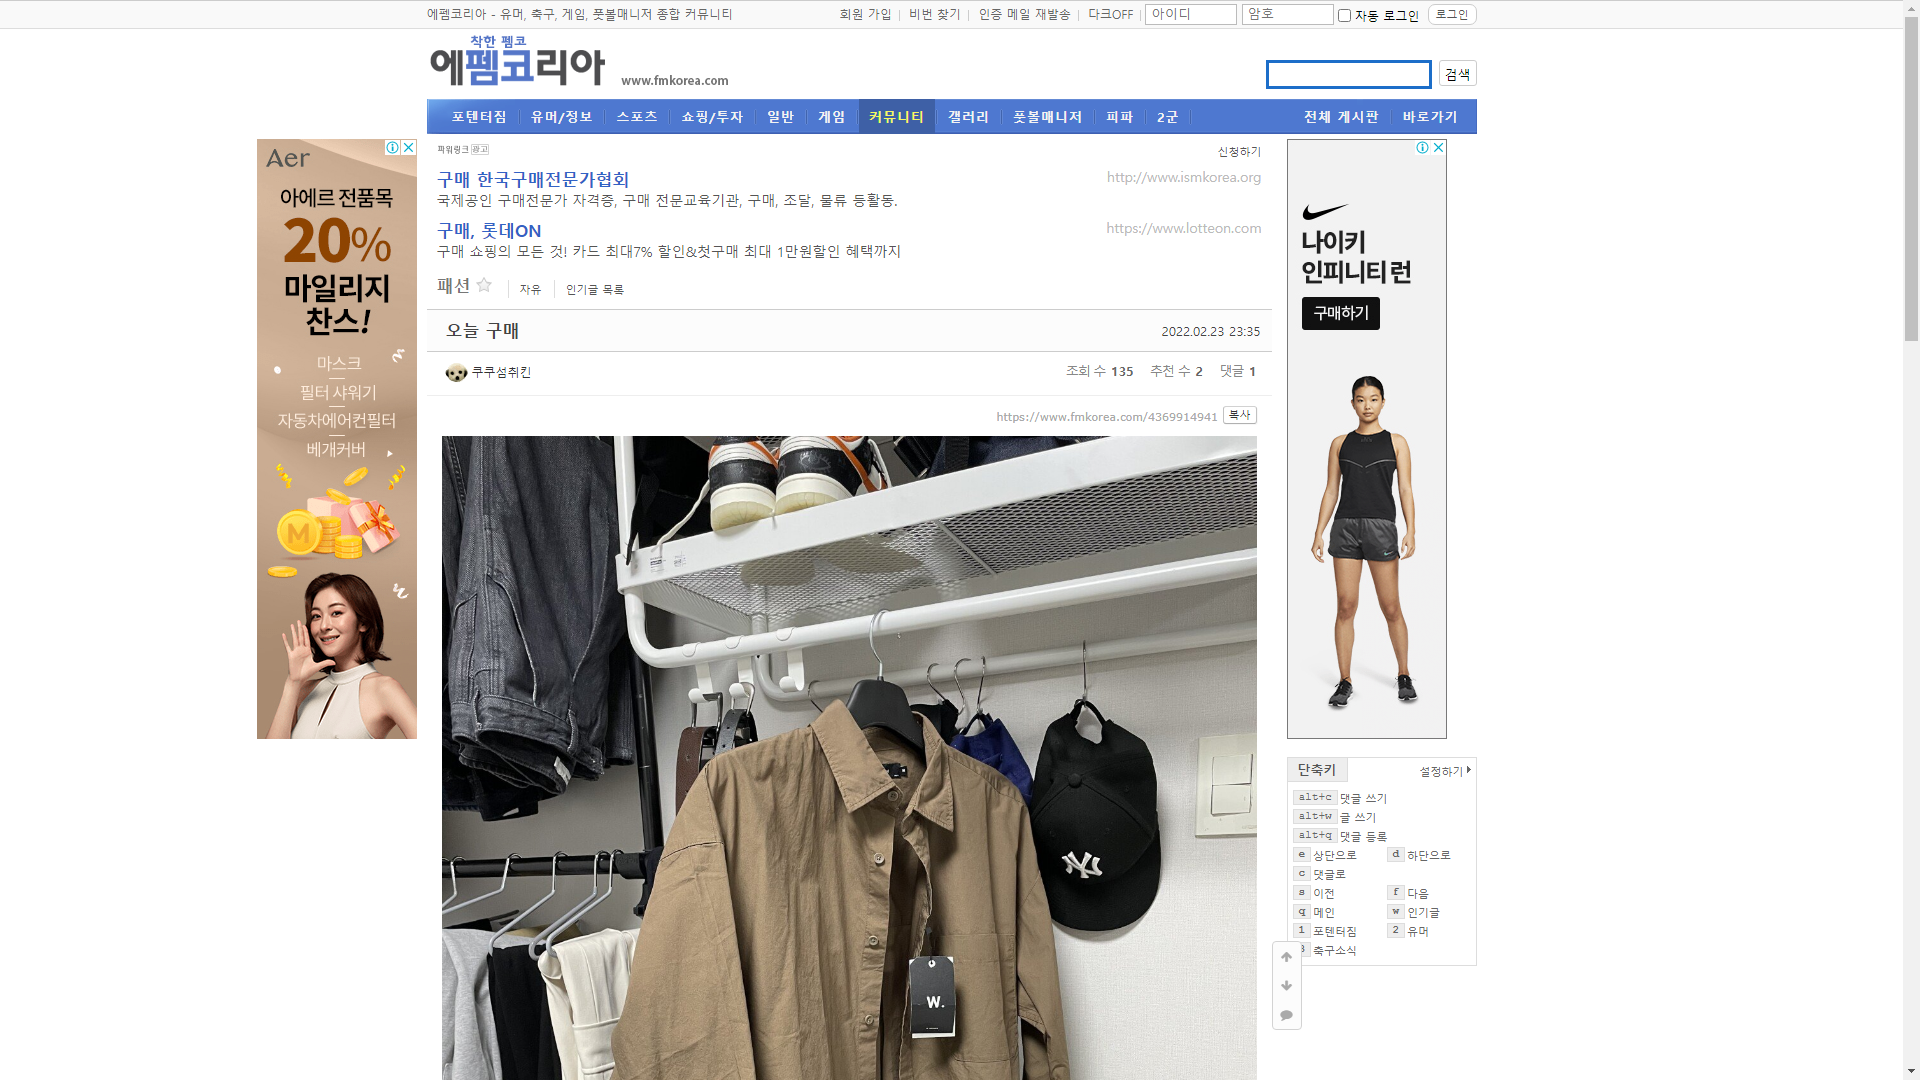 에펨코리아 - 유머, 축구, 게임, 풋볼매니저 종합 커뮤니티
회원 가입
비번 찾기
인증 메일 재발송
다크OFF
아이디
암호
자동 로그인
로그인
착한 펨코
에펨코리아
www.fmkorea.com
검색
포텐터짐
유머/정보
스포츠
쇼핑/투자
일반
게임
커뮤니티
갤러리
풋볼매니저
피파
2군
전체 게시판
바로가기
Aer
아에르 전품목
20%
마일리지
찬스!
마스크
필터 샤워기
자동차에어컨필터
베개커버
M
파워링크 광고
신청하기
구매 한국구매전문가협회
http://www.ismkorea.org
국제공인 구매전문가 자격증, 구매 전문교육기관, 구매, 조달, 물류 등활동.
구매, 롯데ON
https://www.lotteon.com
구매 쇼핑의 모든 것! 카드 최대7% 할인&첫구매 최대 1만원할인 혜택까지
패션
자유
인기글 목록
오늘 구매
2022.02.23 23:35
쿠쿠섬취킨
조회 수 135
추천 수 2
댓글 1
https://www.fmkorea.com/4369914941
복사
NY
W.
나이키
인피니티 런
구매하기
단축키
설정하기
alt+c 댓글 쓰기
alt+w 글 쓰기
alt+q 댓글 등록
e 상단으로
d 하단으로
c 댓글로
s 이전
f 다음
q 메인
w 인기글
1 포텐터짐
2 유머
3 축구소식